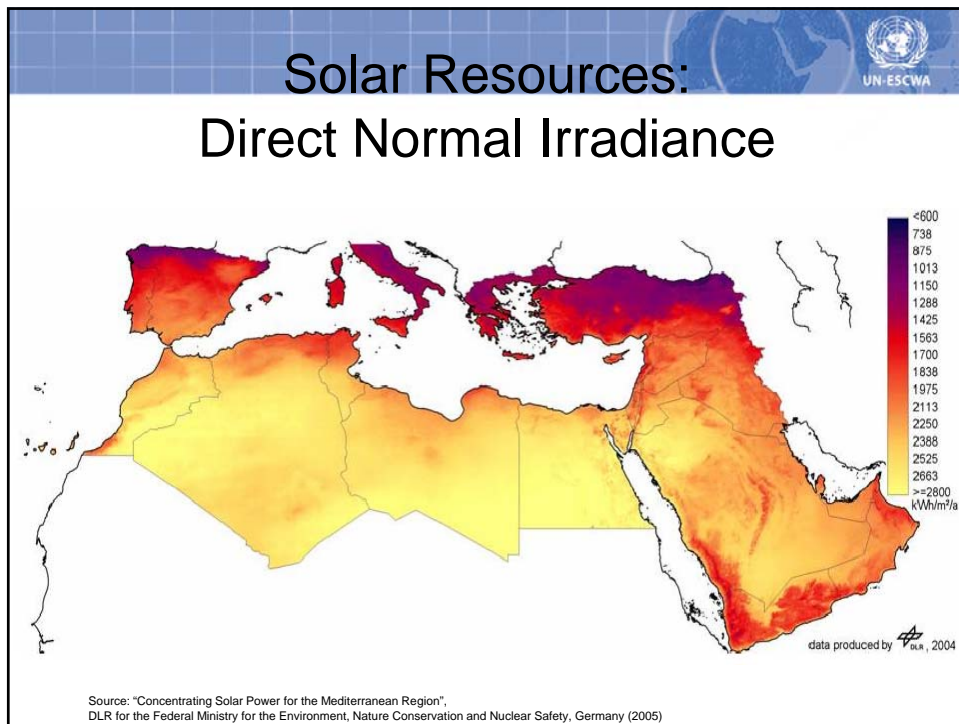 UN-ESCWA
Solar Resources:
Direct Normal Irradiance
<600
738
875
1013
1150
1288
1425
1563
1700
1838
1975
2113
2250
2388
2525
2663
>=2800
kWh/m²/a
data produced by DLR , 2004
Source: “Concentrating Solar Power for the Mediterranean Region”,
DLR for the Federal Ministry for the Environment, Nature Conservation and Nuclear Safety, Germany (2005)